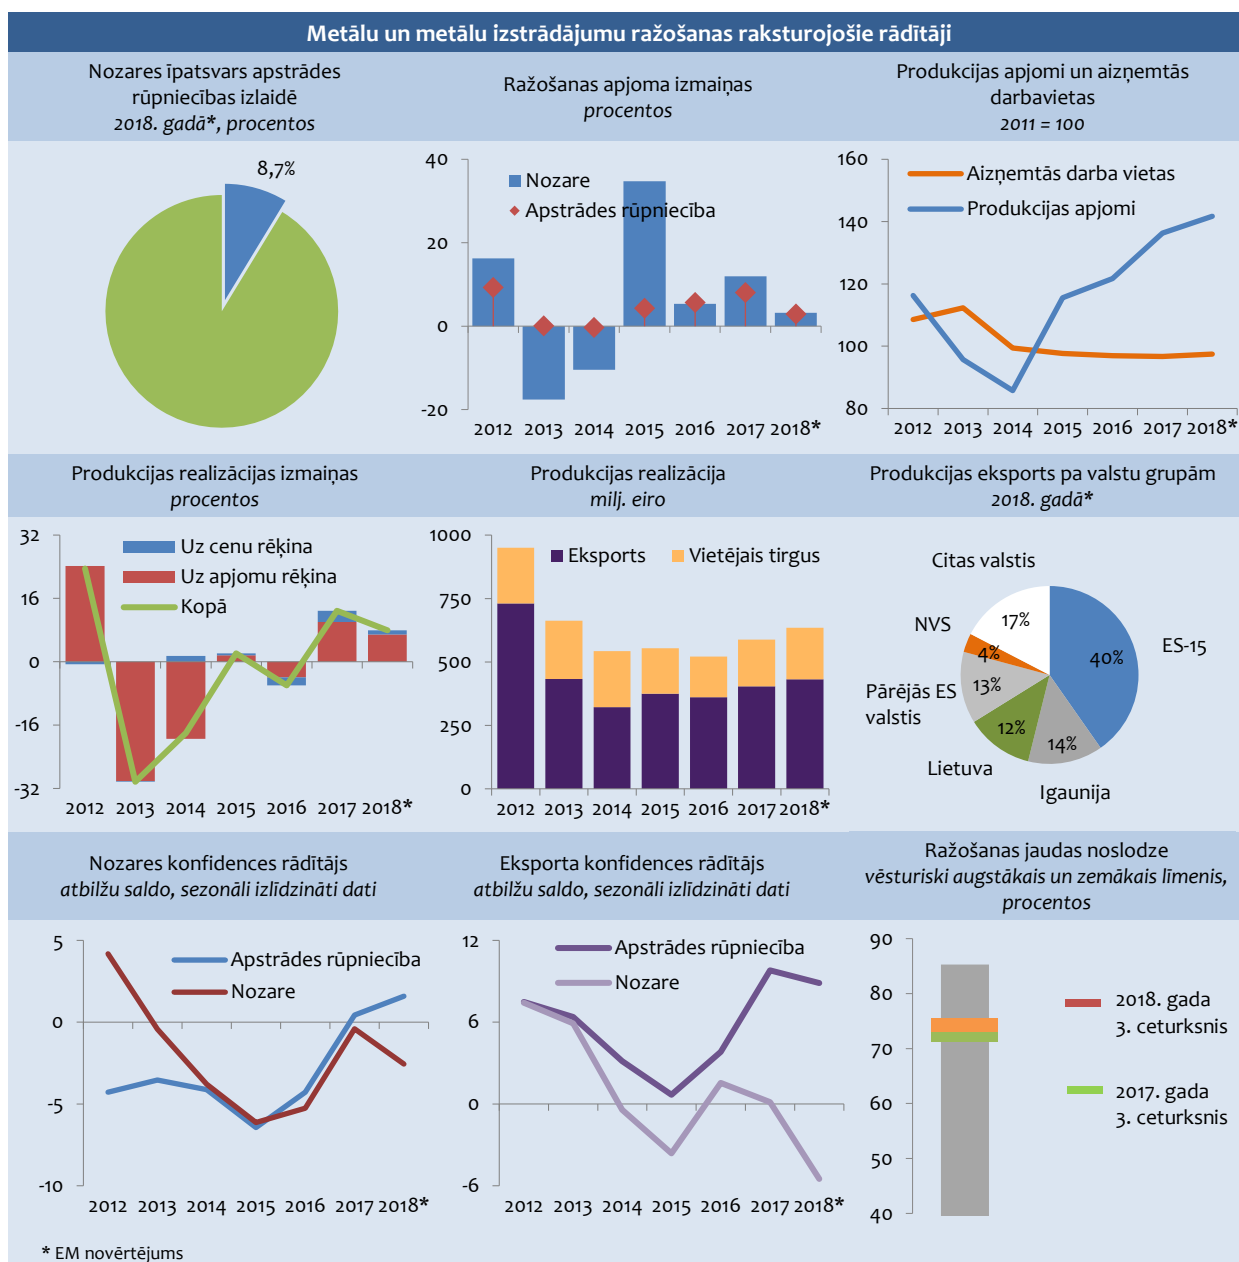 Metālu un metālu izstrādājumu ražošanas raksturojošie rādītāji
Nozares īpatsvars apstrādes
rūpniecības izlaidē
2018. gadā*, procentos
8,7%
Ražošanas apjoma izmaiņas
procentos
40
20
0
-20
Nozare
Apstrādes rūpniecība
2012 2013 2014 2015 2016 2017 2018*
Produkcijas apjomi un aizņemtās
darbavietas
2011 = 100
160
140
120
100
80
Aizņemtās darba vietas
Produkcijas apjomi
2012 2013 2014 2015 2016 2017 2018*
Produkcijas realizācijas izmaiņas
procentos
32
16
0
-16
-32
Uz cenu rēķina
Uz apjomu rēķina
Kopā
2012 2013 2014 2015 2016 2017 2018*
Produkcijas realizācija
milj. eiro
1000
750
500
250
0
Eksports Vietējais tirgus
2012 2013 2014 2015 2016 2017 2018*
Produkcijas eksports pa valstu grupām
2018. gadā*
Citas valstis
17%
NVS
4%
ES-15
40%
Pārējās ES
valstis
13%
12%
14%
Lietuva
Igaunija
Nozares konfidences rādītājs
atbilžu saldo, sezonāli izlīdzināti dati
5
0
-5
-10
Apstrādes rūpniecība
Nozare
2012 2013 2014 2015 2016 2017 2018*
Eksporta konfidences rādītājs
atbilžu saldo, sezonāli izlīdzināti dati
12
6
0
-6
Apstrādes rūpniecība
Nozare
2012 2013 2014 2015 2016 2017 2018*
Ražošanas jaudas noslodze
vēsturiski augstākais un zemākais līmenis,
procentos
90
80
70
60
50
40
2018. gada
3. ceturksnis
2017. gada
3. ceturksnis
* EM novērtējums